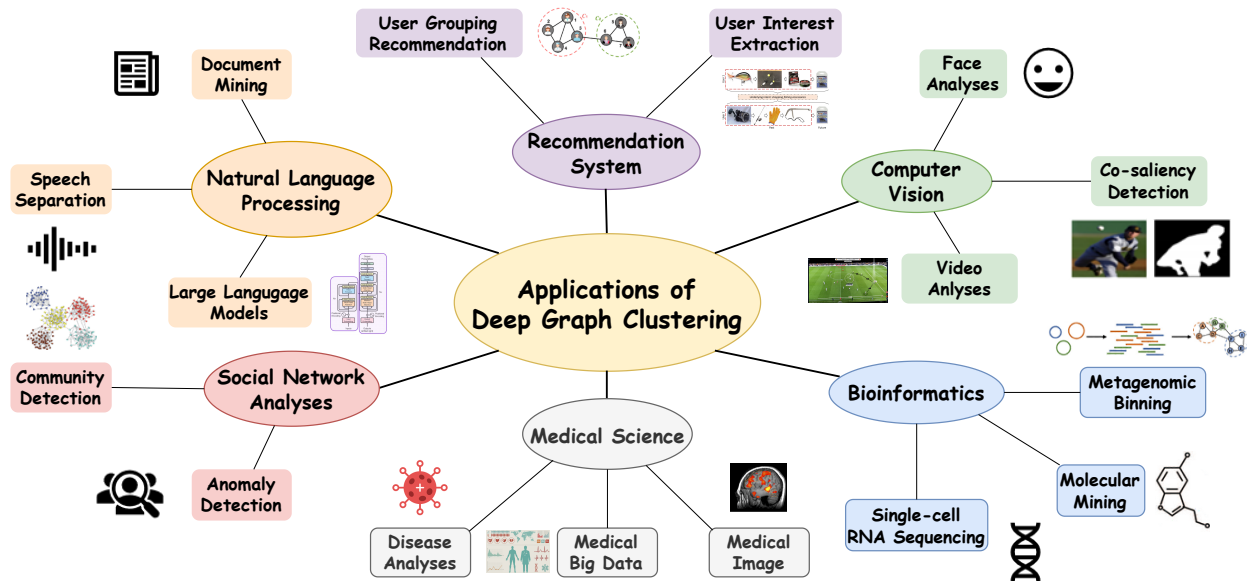 User Grouping
Recommendation
User Interest
Extraction
Document
Mining
Face
Analyses
Recommendation
System
Speech
Separation
Natural Language
Processing
Computer
Vision
Co-saliency
Detection
Large Langugage
Models
Video
Anlyses
Applications of
Deep Graph Clustering
Community
Detection
Social Network
Analyses
Bioinformatics
Metagenomic
Binning
Medical Science
Anomaly
Detection
Molecular
Mining
Single-cell
RNA Sequencing
Disease
Analyses
Medical
Big Data
Medical
Image